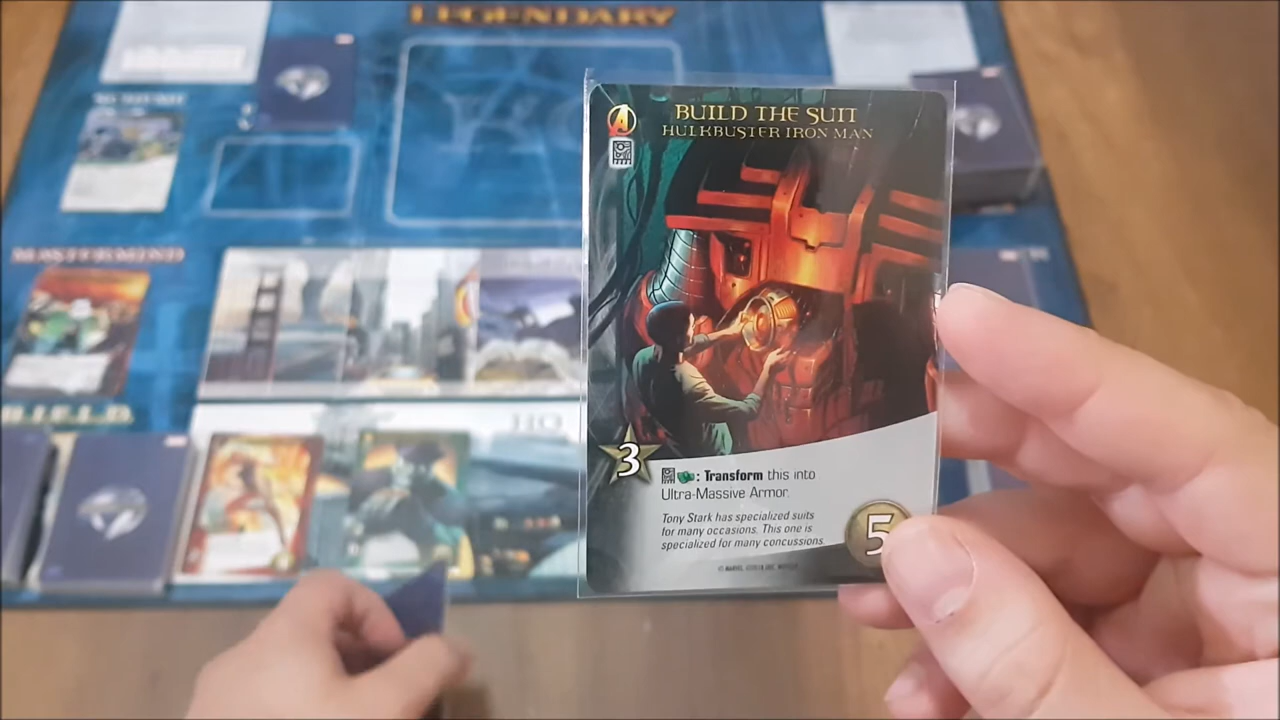 LEGENDARY
BUILD THE SUIT
HULKBUSTER IRON MAN
MASTERMIND
HQ
3
: Transform this into
Ultra-Massive Armor.
Tony Stark has specialized suits
for many occasions. This one is
specialized for many concussions.
5